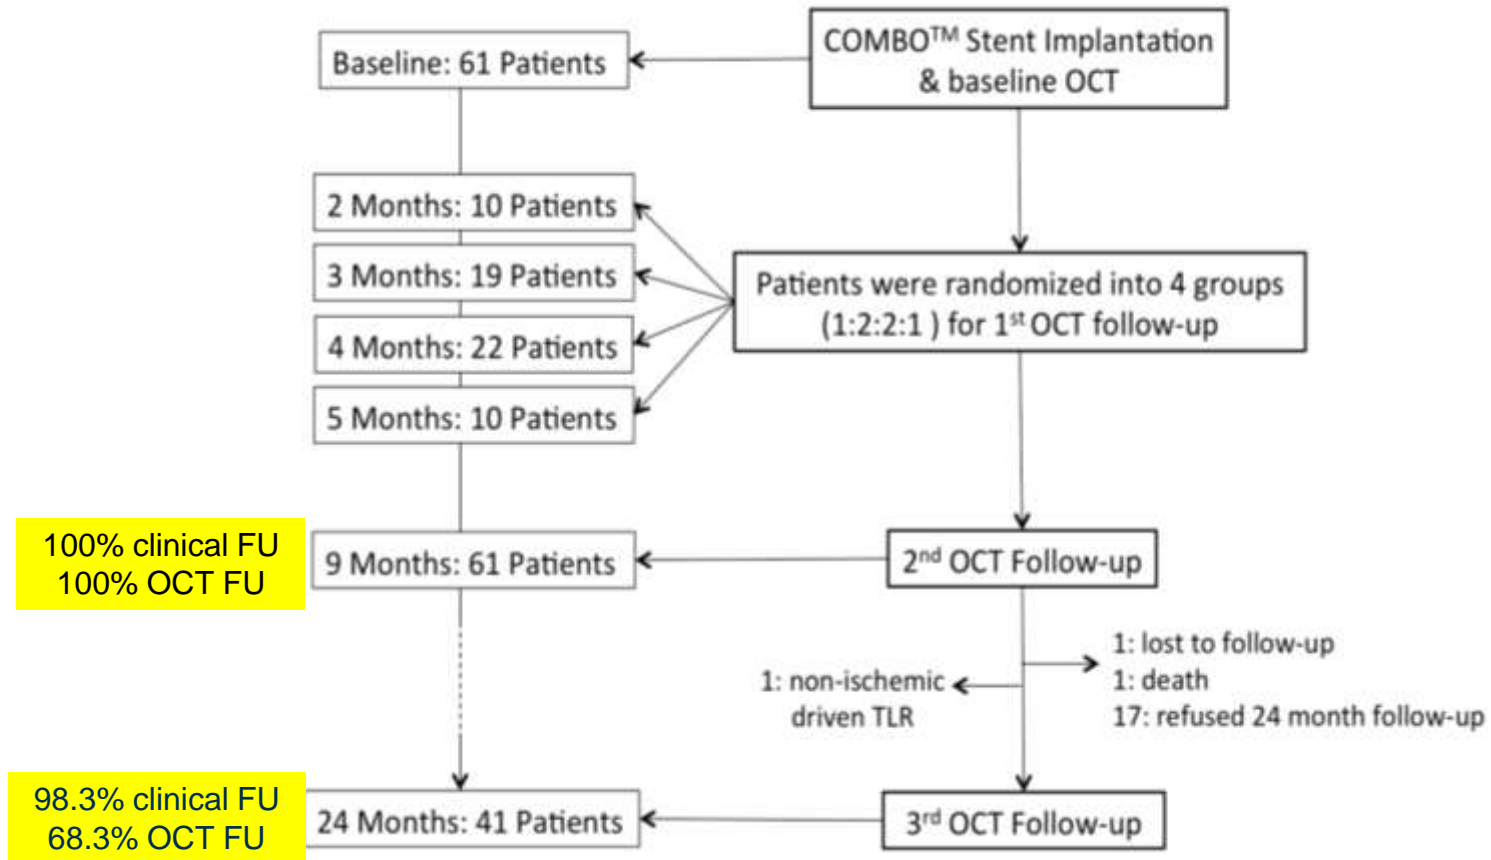 COMBO™ Stent Implantation
& baseline OCT
Baseline: 61 Patients
2 Months: 10 Patients
3 Months: 19 Patients
4 Months: 22 Patients
5 Months: 10 Patients
Patients were randomized into 4 groups
(1:2:2:1 ) for 1st OCT follow-up
100% clinical FU
100% OCT FU
9 Months: 61 Patients
2nd OCT Follow-up
1: non-ischemic
driven TLR
1: lost to follow-up
1: death
17: refused 24 month follow-up
98.3% clinical FU
68.3% OCT FU
24 Months: 41 Patients
3rd OCT Follow-up